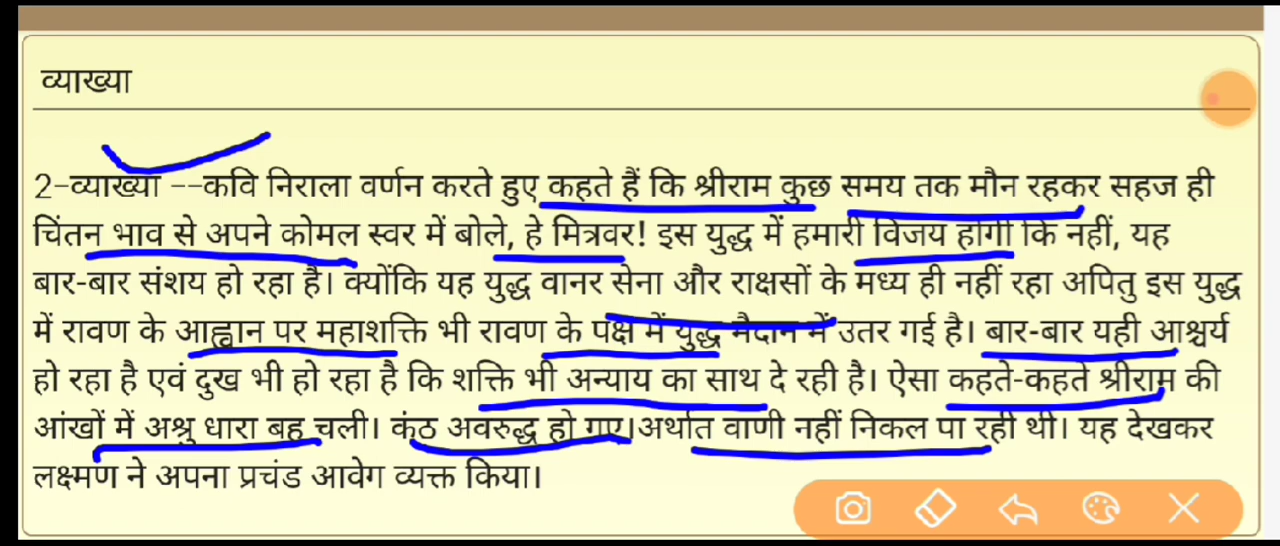 व्याख्या
2-व्याख्या --कवि निराला वर्णन करते हुए कहते हैं कि श्रीराम कुछ समय तक मौन रहकर सहज ही
चिंतन भाव से अपने कोमल स्वर में बोले, हे मित्रवर! इस युद्ध में हमारी विजय होगी कि नहीं, यह
बार-बार संशय हो रहा है। क्योंकि यह युद्ध वानर सेना और राक्षसों के मध्य ही नहीं रहा अपितु इस युद्ध
में रावण के आह्वान पर महाशक्ति भी रावण के पक्ष में युद्ध मैदान में उतर गई है। बार-बार यही आश्चर्य
हो रहा है एवं दुख भी हो रहा है कि शक्ति भी अन्याय का साथ दे रही है। ऐसा कहते-कहते श्रीराम की
आंखों में अश्रु धारा बह चली। कंठ अवरुद्ध हो गए।अर्थात वाणी नहीं निकल पा रही थी। यह देखकर
लक्ष्मण ने अपना प्रचंड आवेग व्यक्त किया।